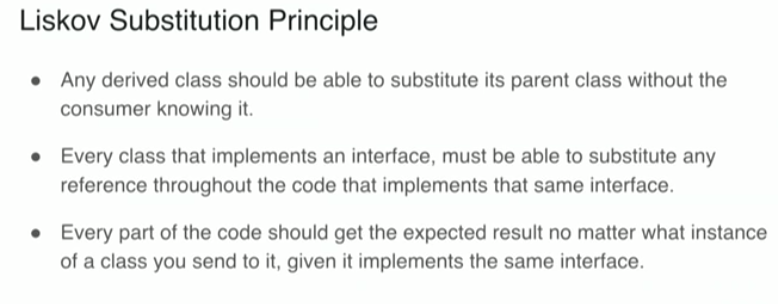 Liskov Substitution Principle
● Any derived class should be able to substitute its parent class without the
consumer knowing it.
● Every class that implements an interface, must be able to substitute any
reference throughout the code that implements that same interface.
● Every part of the code should get the expected result no matter what instance
of a class you send to it, given it implements the same interface.